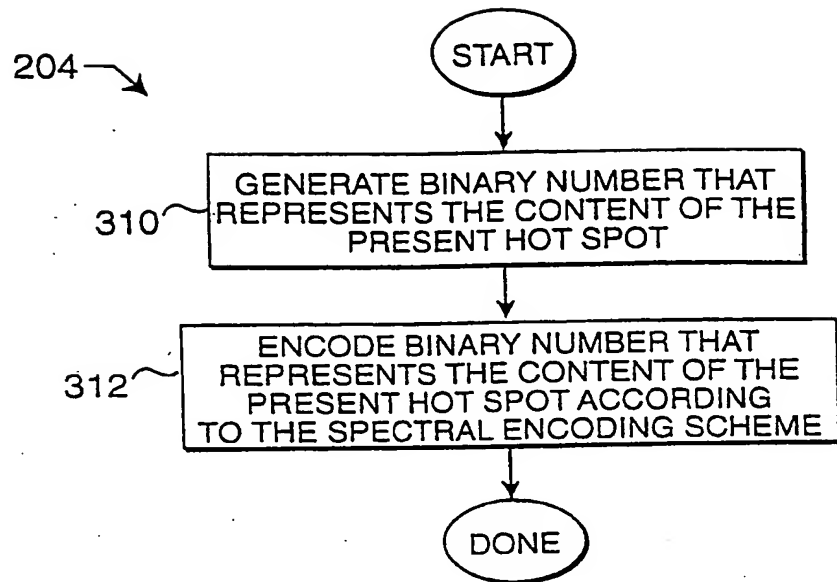 204
START
310
GENERATE BINARY NUMBER THAT
REPRESENTS THE CONTENT OF THE
PRESENT HOT SPOT
312
ENCODE BINARY NUMBER THAT
REPRESENTS THE CONTENT OF THE
PRESENT HOT SPOT ACCORDING
TO THE SPECTRAL ENCODING SCHEME
DONE